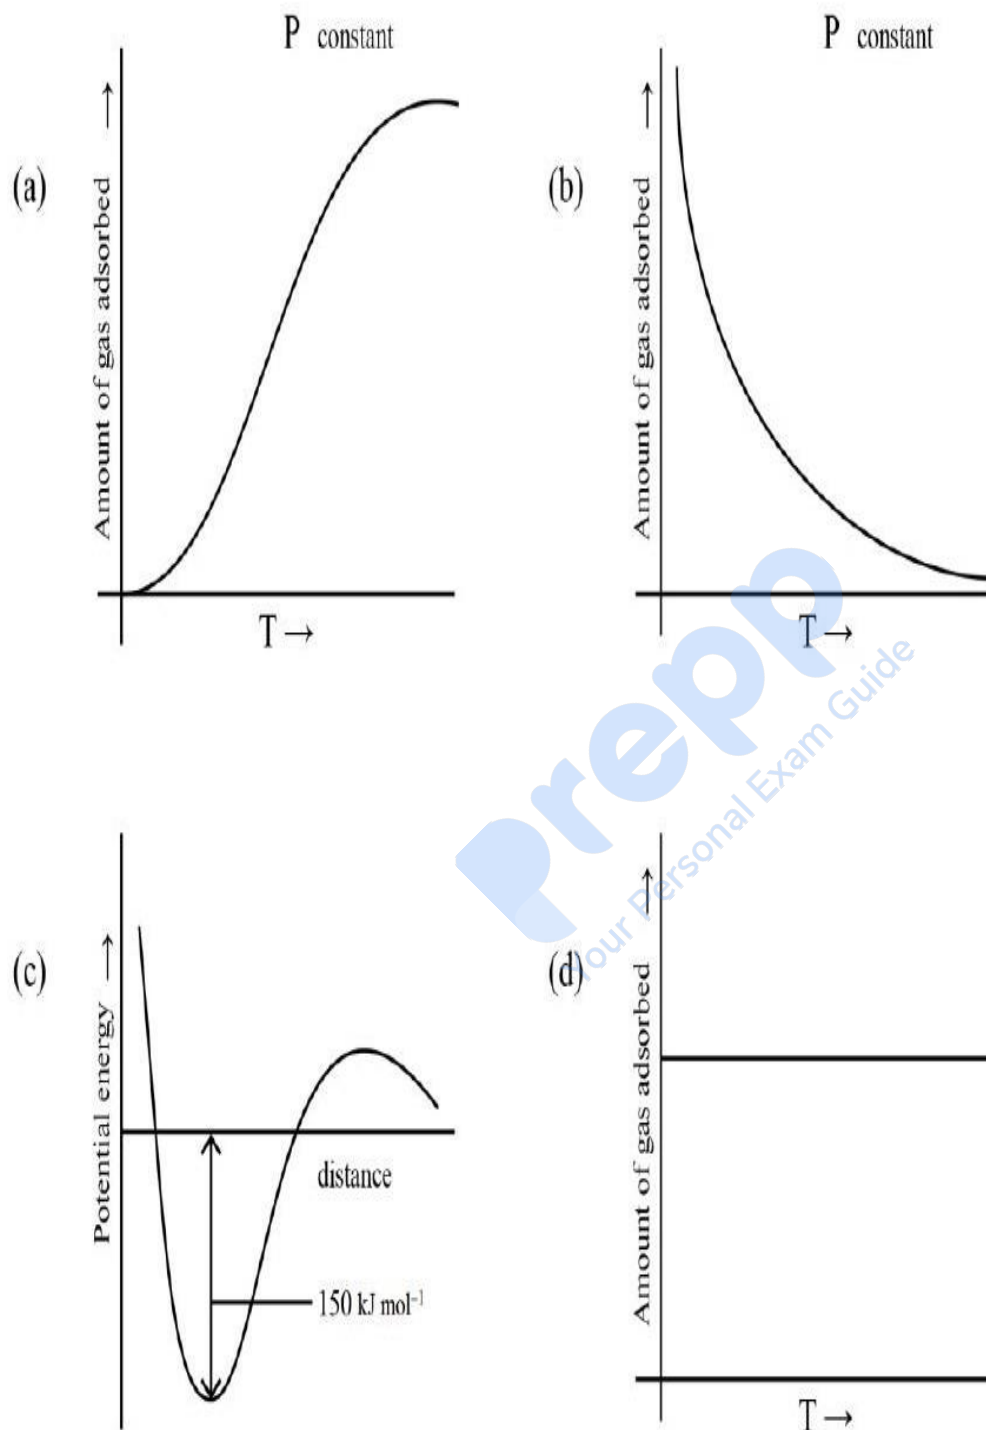 P constant
(a)
Amount of gas adsorbed →
T →
P constant
(b)
Amount of gas adsorbed →
T →
(c)
Potential energy →
distance
150 kJ mol⁻¹
(d)
Amount of gas adsorbed →
T →
Prepp
Your Personal Exam Guide